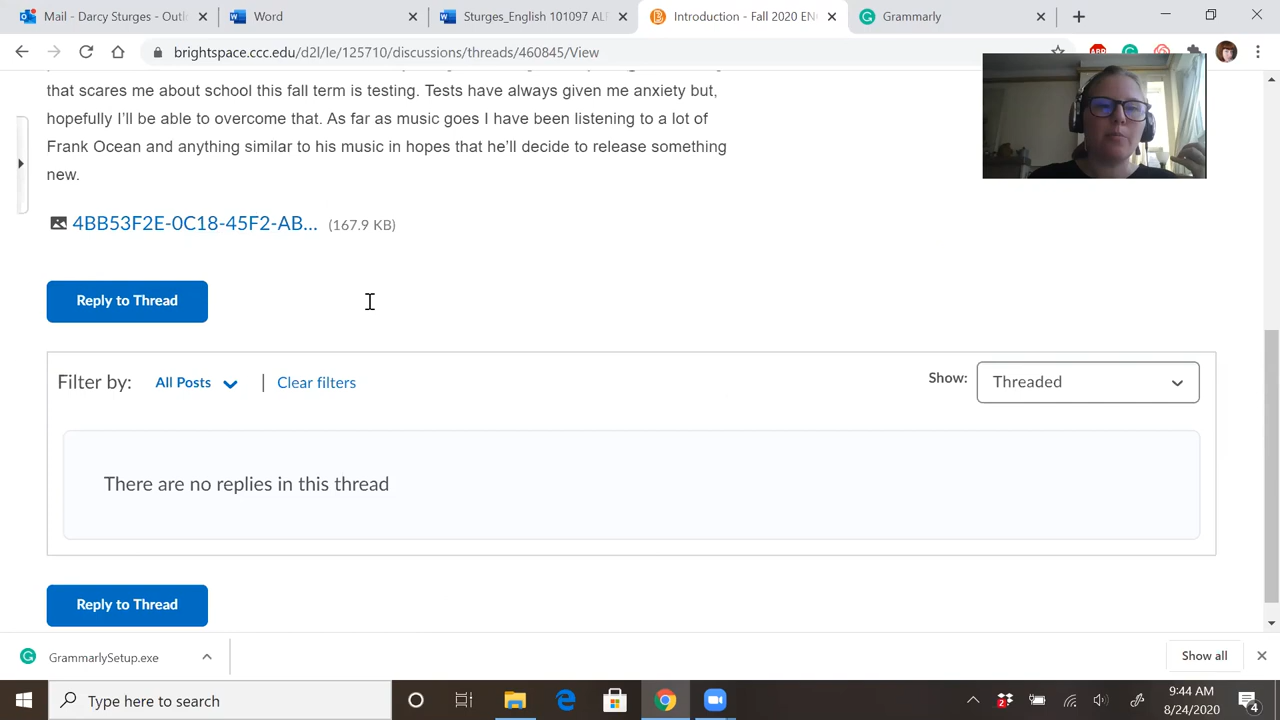 Mail - Darcy Sturges - Outl
Word
Sturges_English 101097 ALF
Introduction - Fall 2020 EN
Grammarly
brightspace.ccc.edu/d2l/le/125710/discussions/threads/460845/View
ABP
that scares me about school this fall term is testing. Tests have always given me anxiety but,
hopefully I'll be able to overcome that. As far as music goes I have been listening to a lot of
Frank Ocean and anything similar to his music in hopes that he'll decide to release something
new.
4BB53F2E-0C18-45F2-AB... (167.9 KB)
Reply to Thread
Filter by: All Posts | Clear filters
Show: Threaded
There are no replies in this thread
Reply to Thread
GrammarlySetup.exe
Show all
Type here to search
2
9:44 AM
8/24/2020
4